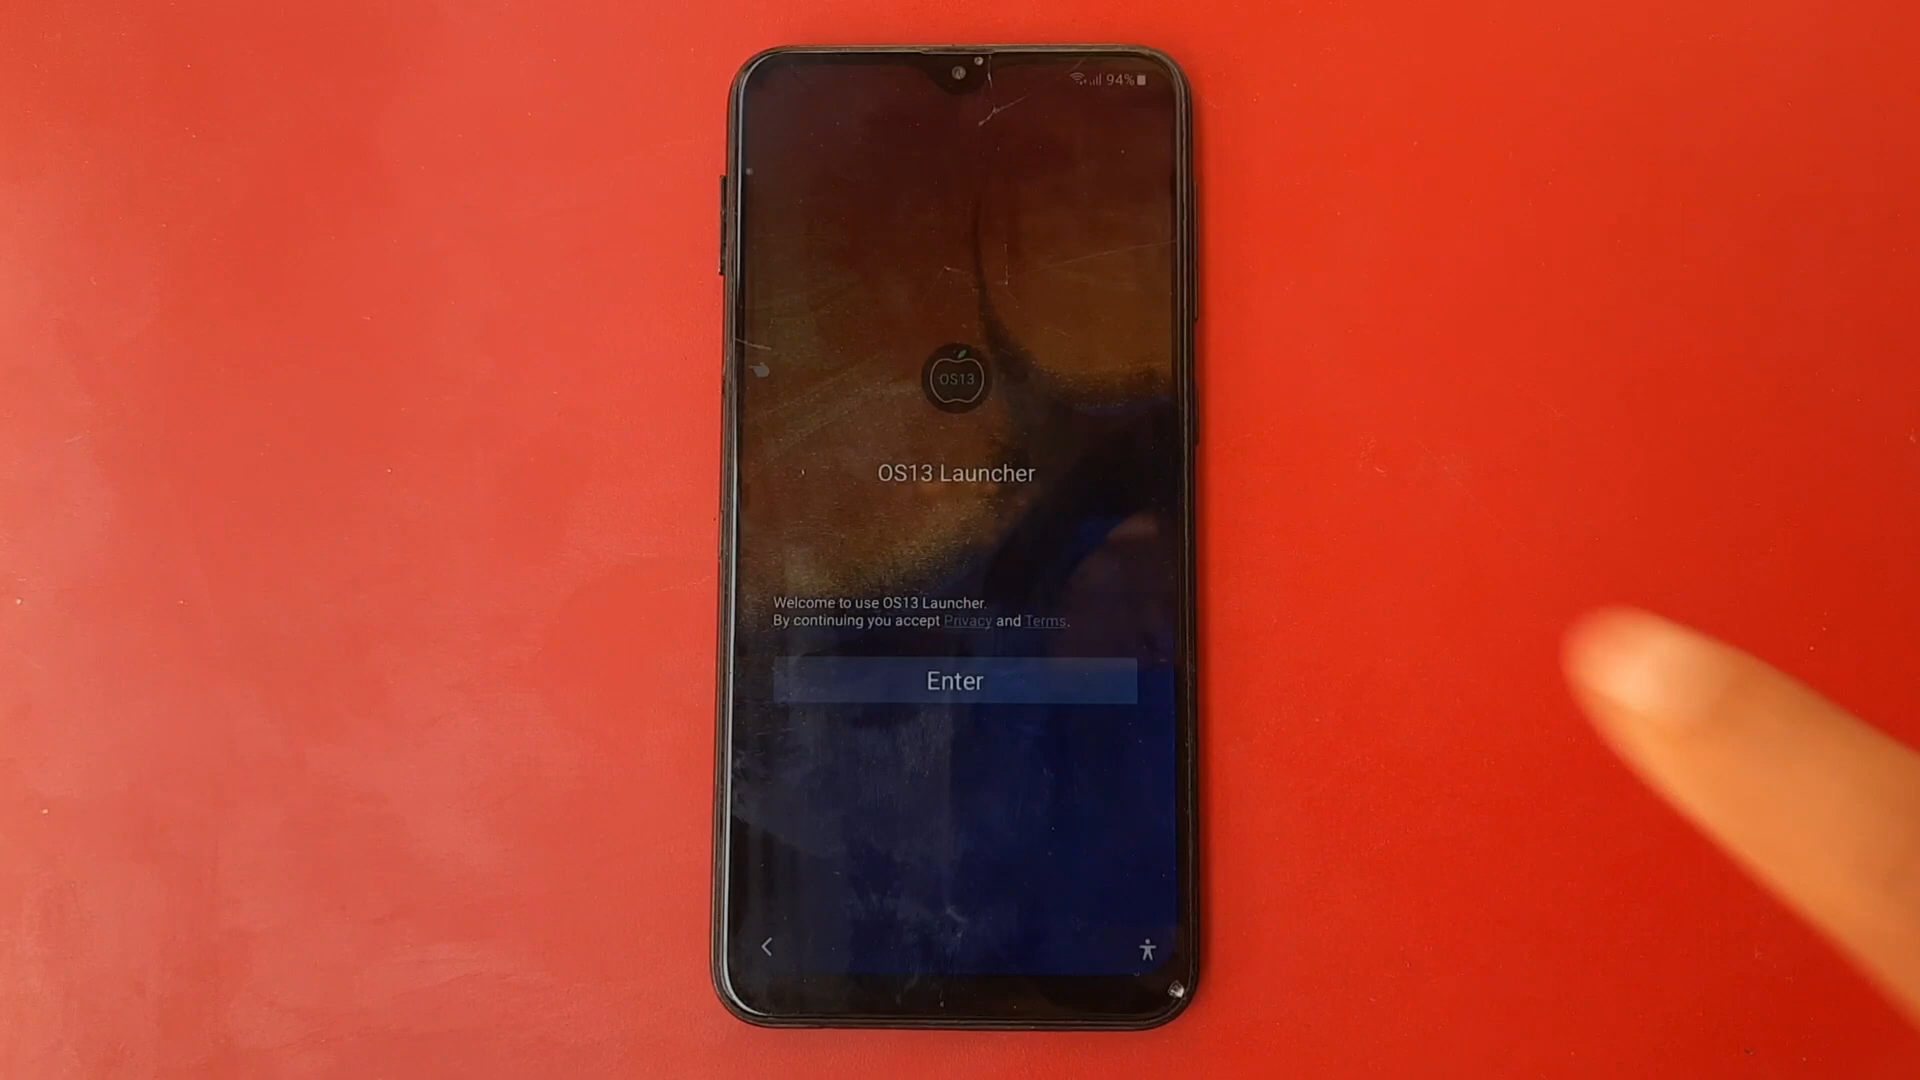 94%
OS13
OS13 Launcher
Welcome to use OS13 Launcher.
By continuing you accept Privacy and Terms.
Enter